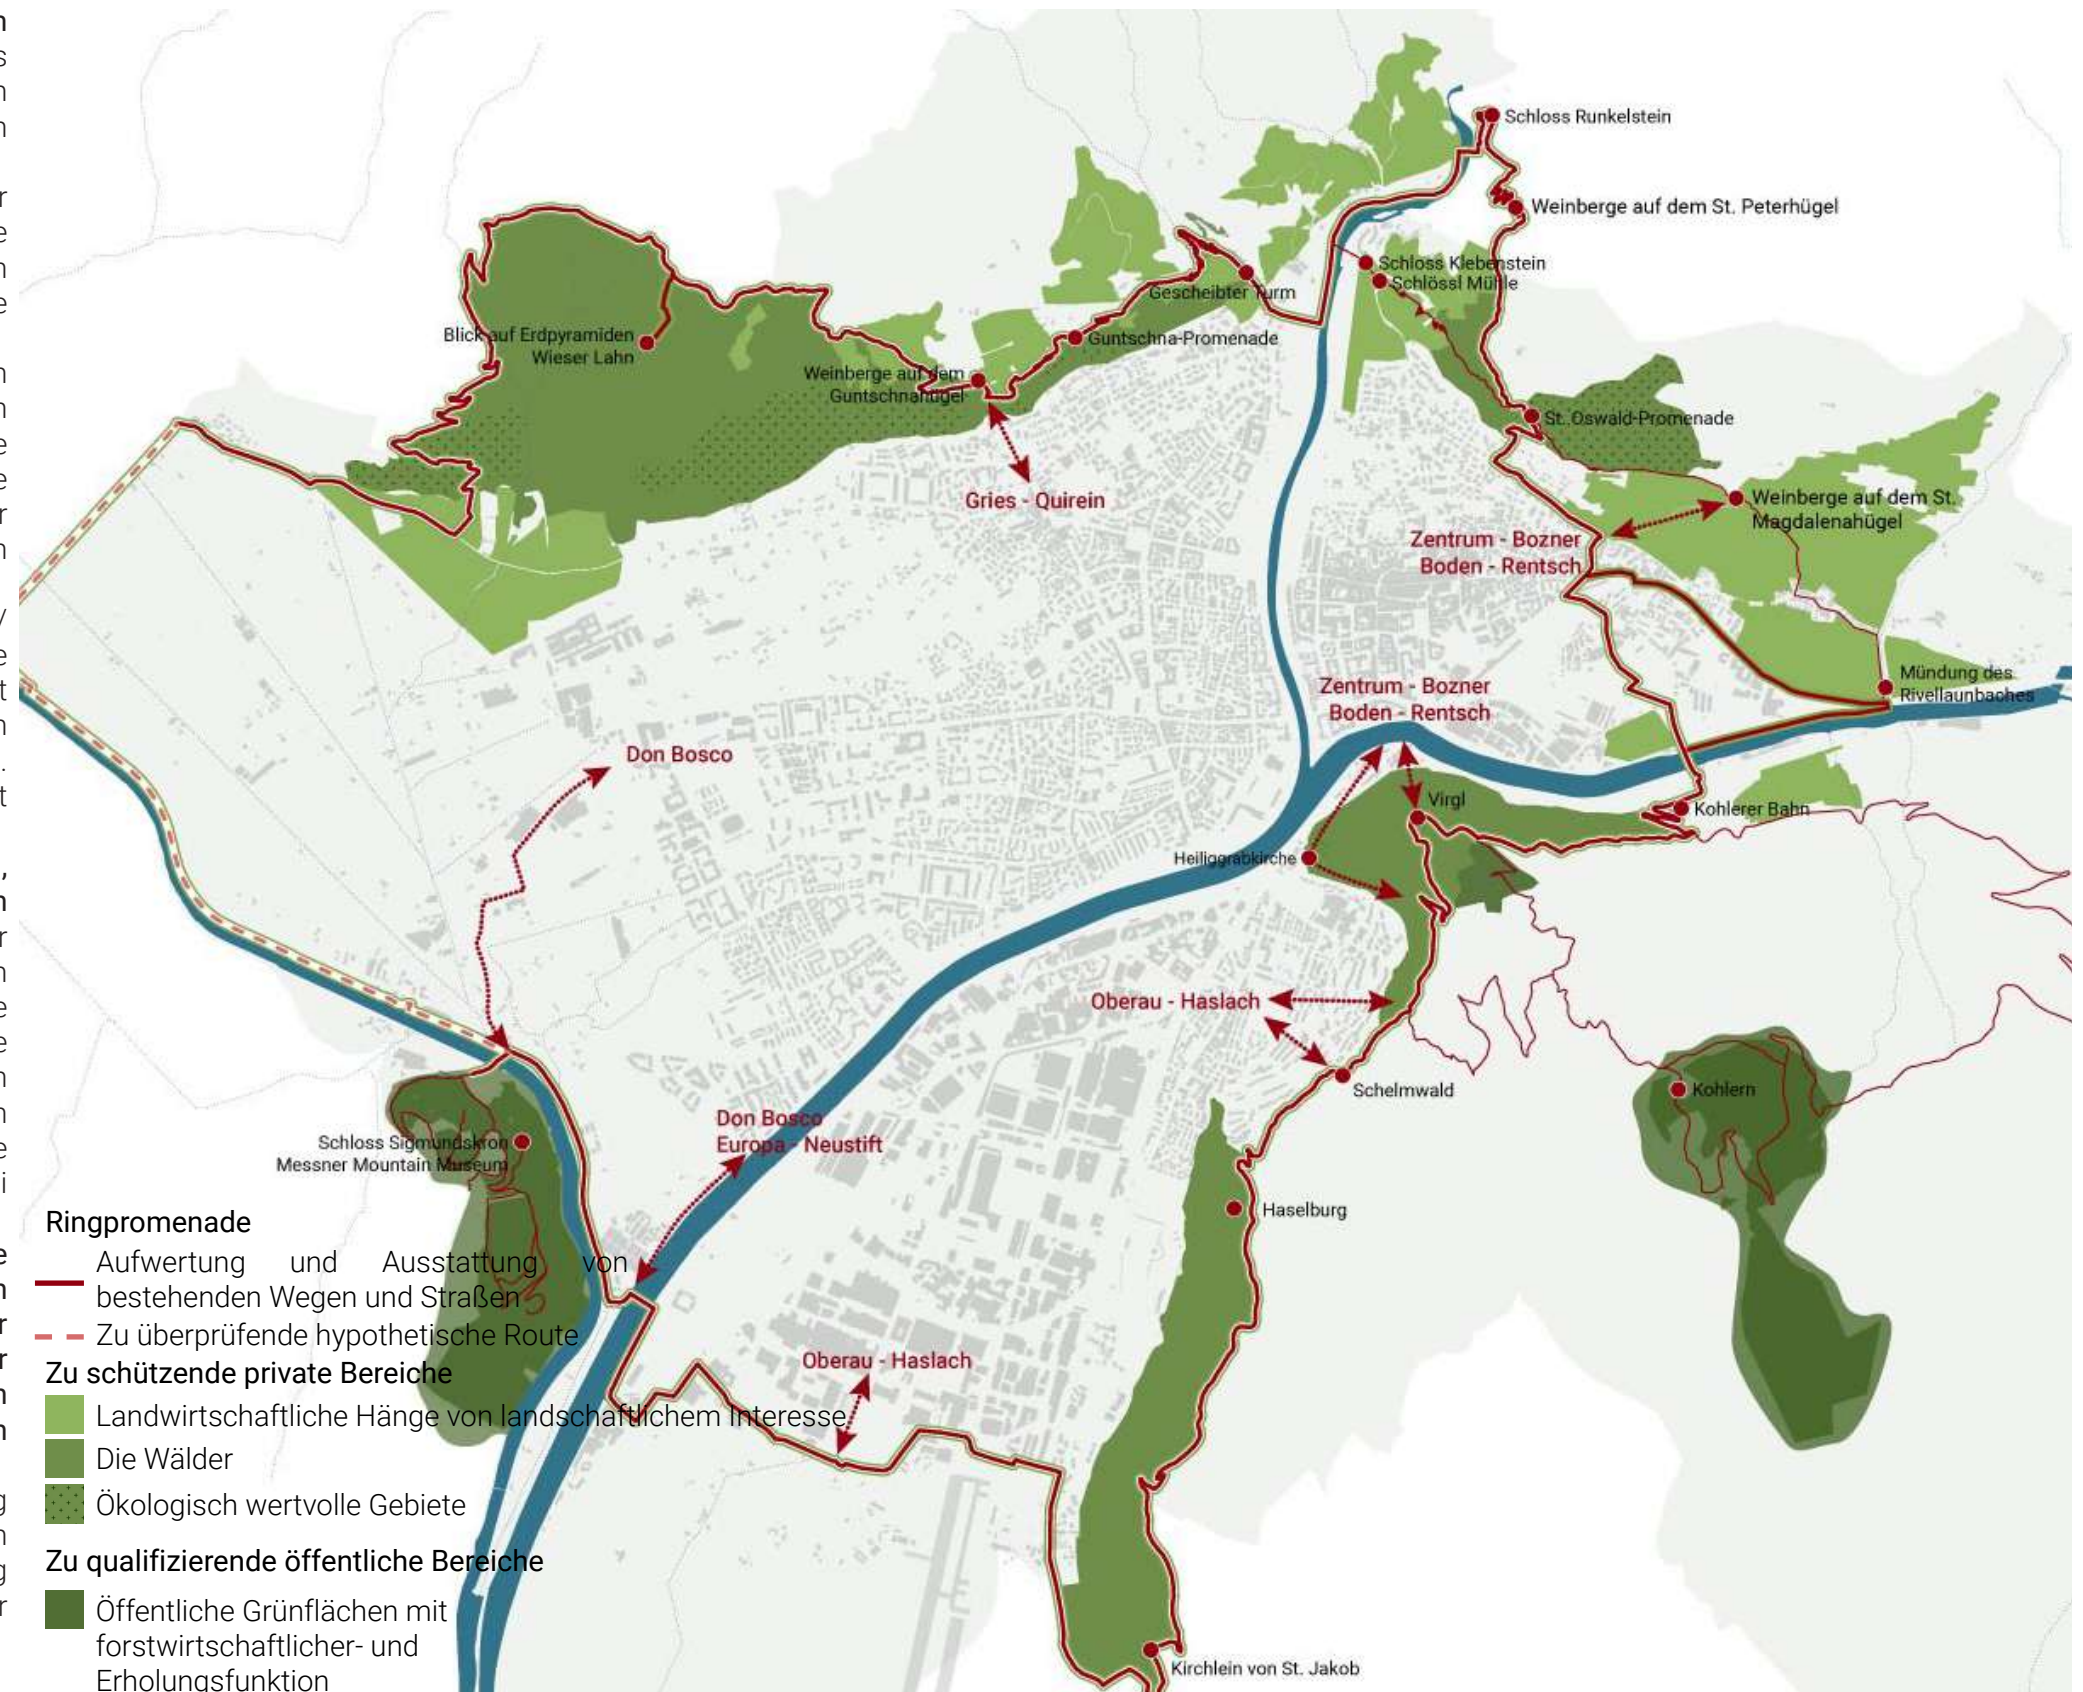 Schloss Runkelstein
Weinberge auf dem St. Peterhügel
Schloss Klebenstein
Schlössl Mühle
Gescheibter Turm
Guntschna-Promenade
Blick auf Erdpyramiden
Wieser Lahn
Weinberge auf dem
Guntschnahügel
St. Oswald-Promenade
Gries - Quirein
Weinberge auf dem St.
Magdalenahügel
Zentrum - Bozner
Boden - Rentsch
Mündung des
Rivellaunbaches
Zentrum - Bozner
Boden - Rentsch
Don Bosco
Virgl
Kohlerer Bahn
Heiliggrabkirche
Oberau - Haslach
Schelmwald
Kohlern
Don Bosco
Europa - Neustift
Schloss Sigmundskron
Messner Mountain Museum
Haselburg
Oberau - Haslach
Kirchlein von St. Jakob
Ringpromenade
Aufwertung und Ausstattung von
bestehenden Wegen und Straßen
Zu überprüfende hypothetische Route
Zu schützende private Bereiche
Landwirtschaftliche Hänge von landschaftlichem Interesse
Die Wälder
Ökologisch wertvolle Gebiete
Zu qualifizierende öffentliche Bereiche
Öffentliche Grünflächen mit
forstwirtschaftlicher- und
Erholungsfunktion